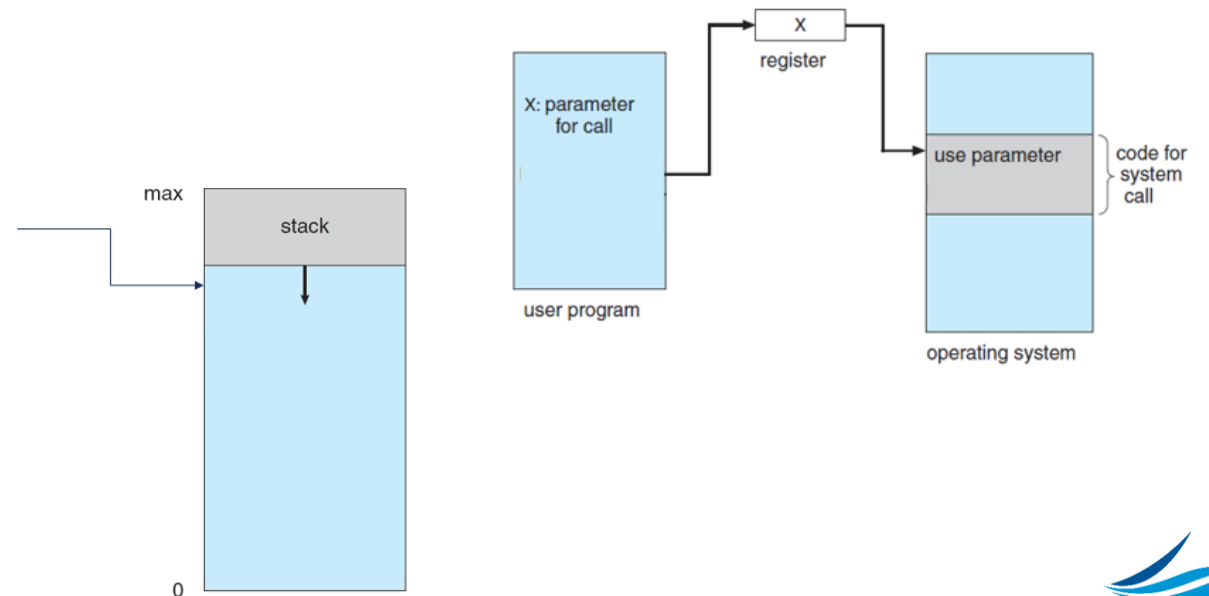 X
register
X: parameter
for call
use parameter
code for
system
call
max
stack
user program
operating system
0